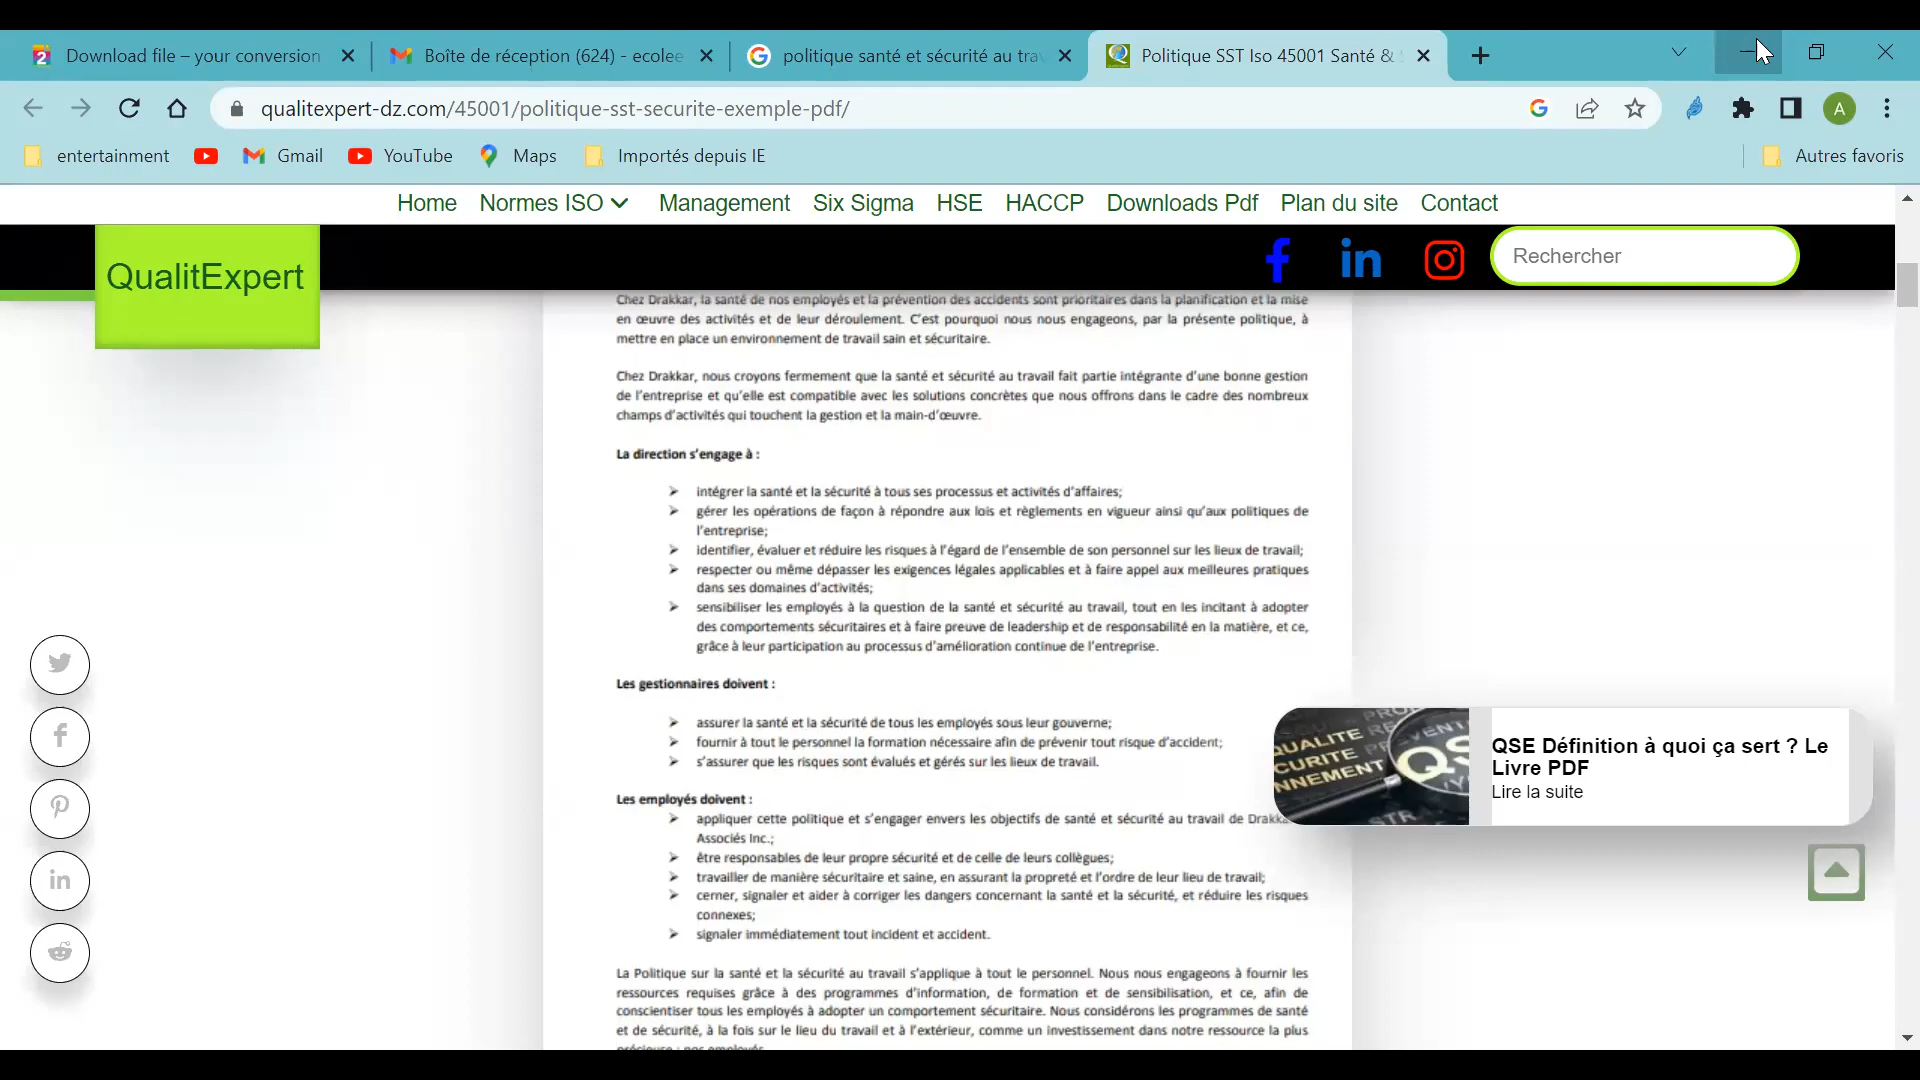 Download file – your conversion
Boîte de réception (624) - ecolee
politique santé et sécurité au trav
Politique SST Iso 45001 Santé &
qualitexpert-dz.com/45001/politique-sst-securite-exemple-pdf/
A
entertainment
Gmail
YouTube
Maps
Importés depuis IE
Autres favoris
Home Normes ISO Management Six Sigma HSE HACCP Downloads Pdf Plan du site Contact
QualitExpert
Rechercher
Chez Drakkar, la santé de nos employés et la prévention des accidents sont prioritaires dans la planification et la mise
en œuvre des activités et de leur déroulement. C'est pourquoi nous nous engageons, par la présente politique, à
mettre en place un environnement de travail sain et sécuritaire.
Chez Drakkar, nous croyons fermement que la santé et sécurité au travail fait partie intégrante d'une bonne gestion
de l'entreprise et qu'elle est compatible avec les solutions concrètes que nous offrons dans le cadre des nombreux
champs d'activités qui touchent la gestion et la main-d'œuvre.
La direction s'engage à :
➢ intégrer la santé et la sécurité à tous ses processus et activités d'affaires;
➢ gérer les opérations de façon à répondre aux lois et règlements en vigueur ainsi qu'aux politiques de
l'entreprise;
➢ identifier, évaluer et réduire les risques à l'égard de l'ensemble de son personnel sur les lieux de travail;
➢ respecter ou même dépasser les exigences légales applicables et à faire appel aux meilleures pratiques
dans ses domaines d'activités;
➢ sensibiliser les employés à la question de la santé et sécurité au travail, tout en les incitant à adopter
des comportements sécuritaires et à faire preuve de leadership et de responsabilité en la matière, et ce,
grâce à leur participation au processus d'amélioration continue de l'entreprise.
Les gestionnaires doivent :
➢ assurer la santé et la sécurité de tous les employés sous leur gouverne;
➢ fournir à tout le personnel la formation nécessaire afin de prévenir tout risque d'accident;
➢ s'assurer que les risques sont évalués et gérés sur les lieux de travail.
Les employés doivent :
➢ appliquer cette politique et s'engager envers les objectifs de santé et sécurité au travail de Drakk
Associés Inc.;
➢ être responsables de leur propre sécurité et de celle de leurs collègues;
➢ travailler de manière sécuritaire et saine, en assurant la propreté et l'ordre de leur lieu de travail;
➢ cerner, signaler et aider à corriger les dangers concernant la santé et la sécurité, et réduire les risques
connexes;
➢ signaler immédiatement tout incident et accident.
La Politique sur la santé et la sécurité au travail s'applique à tout le personnel. Nous nous engageons à fournir les
ressources requises grâce à des programmes d'information, de formation et de sensibilisation, et ce, afin de
conscientiser tous les employés à adopter un comportement sécuritaire. Nous considérons les programmes de santé
et de sécurité, à la fois sur le lieu du travail et à l'extérieur, comme un investissement dans notre ressource la plus
précieuse : nos employés.
QUALITE
CURITE
NNEMENT
QS
QSE Définition à quoi ça sert ? Le
Livre PDF
Lire la suite